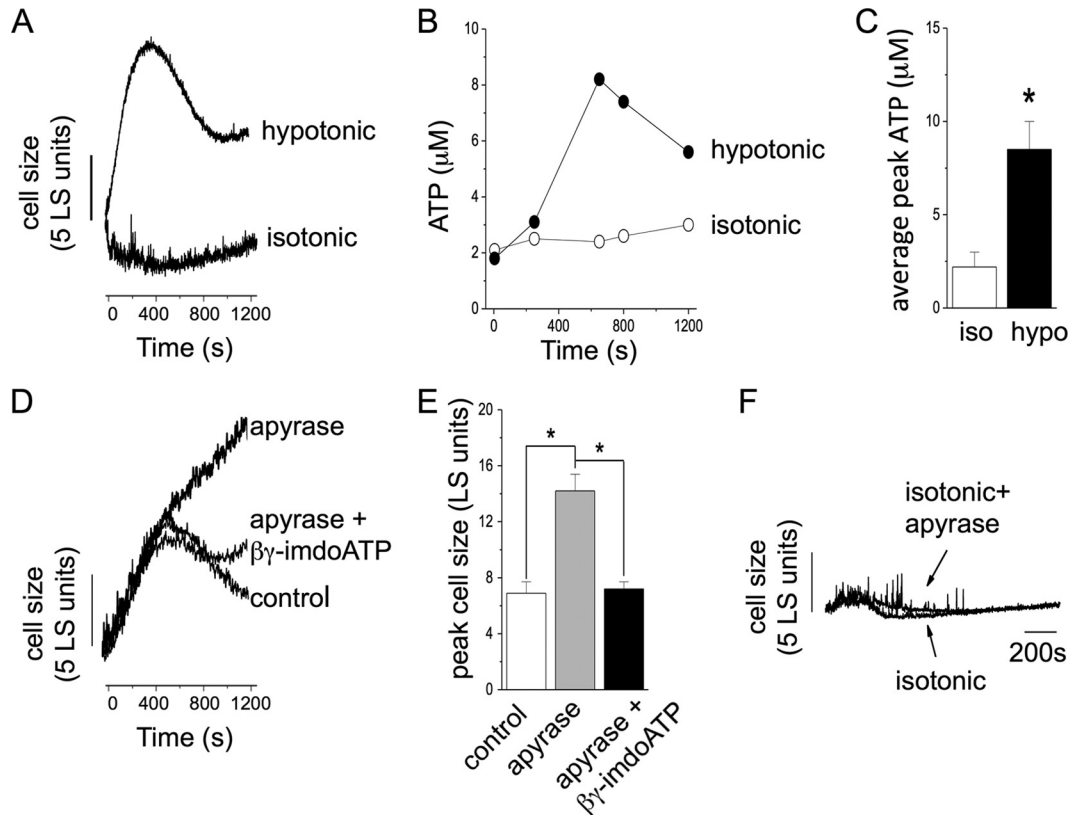 A
cell size
(5 LS units)
hypotonic
isotonic
0 400 800 1200
Time (s)
B
ATP (μM)
10
8
6
4
2
0
hypotonic
isotonic
0 400 800 1200
Time (s)
C
average peak ATP (μM)
15
10
5
0
*
iso hypo
D
cell size
(5 LS units)
apyrase
apyrase +
βγ-imdoATP
control
0 400 800 1200
Time (s)
E
peak cell size (LS units)
20
16
12
8
4
0
* *
control
apyrase
apyrase +
βγ-imdoATP
F
cell size
(5 LS units)
isotonic+
apyrase
isotonic
200s